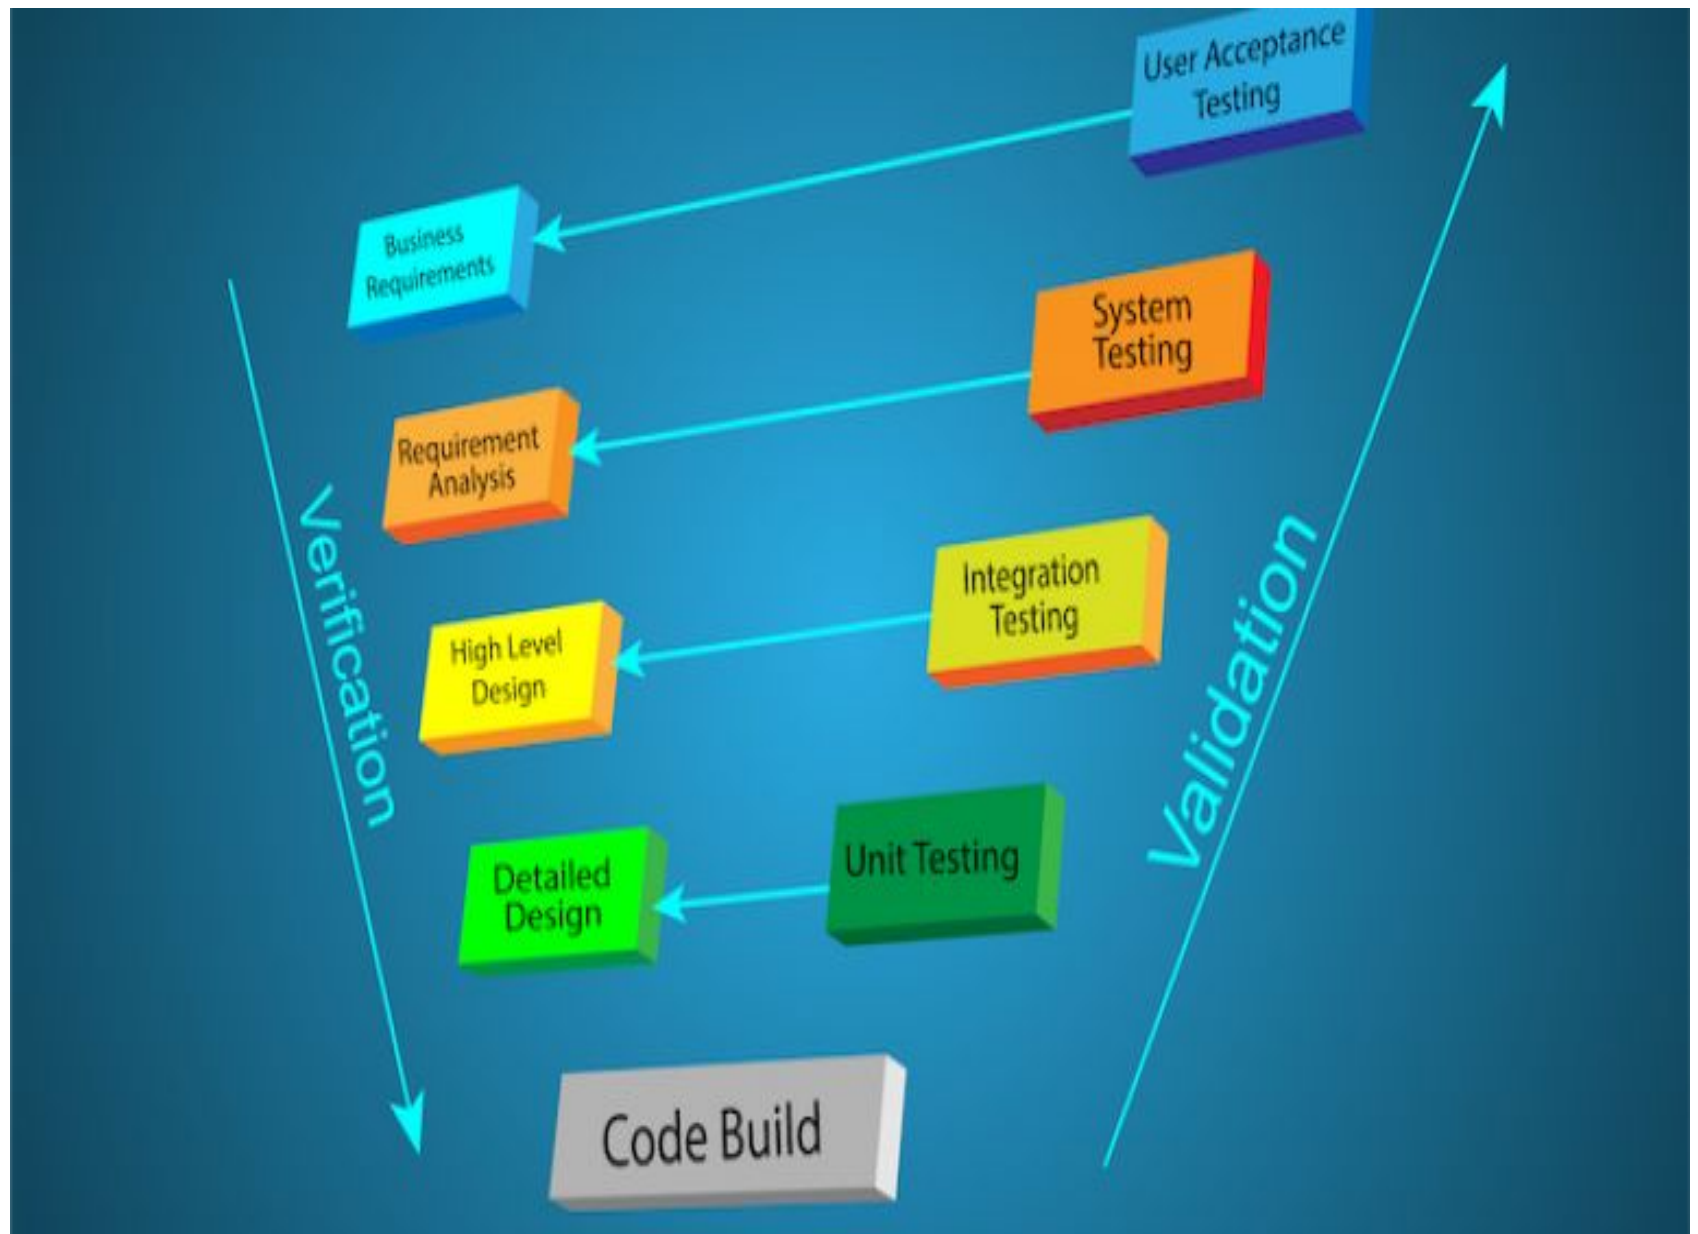 User Acceptance
Testing
Business
Requirements
System
Testing
Requirement
Analysis
Integration
Testing
High Level
Design
Unit Testing
Detailed
Design
Code Build
Verification
Validation